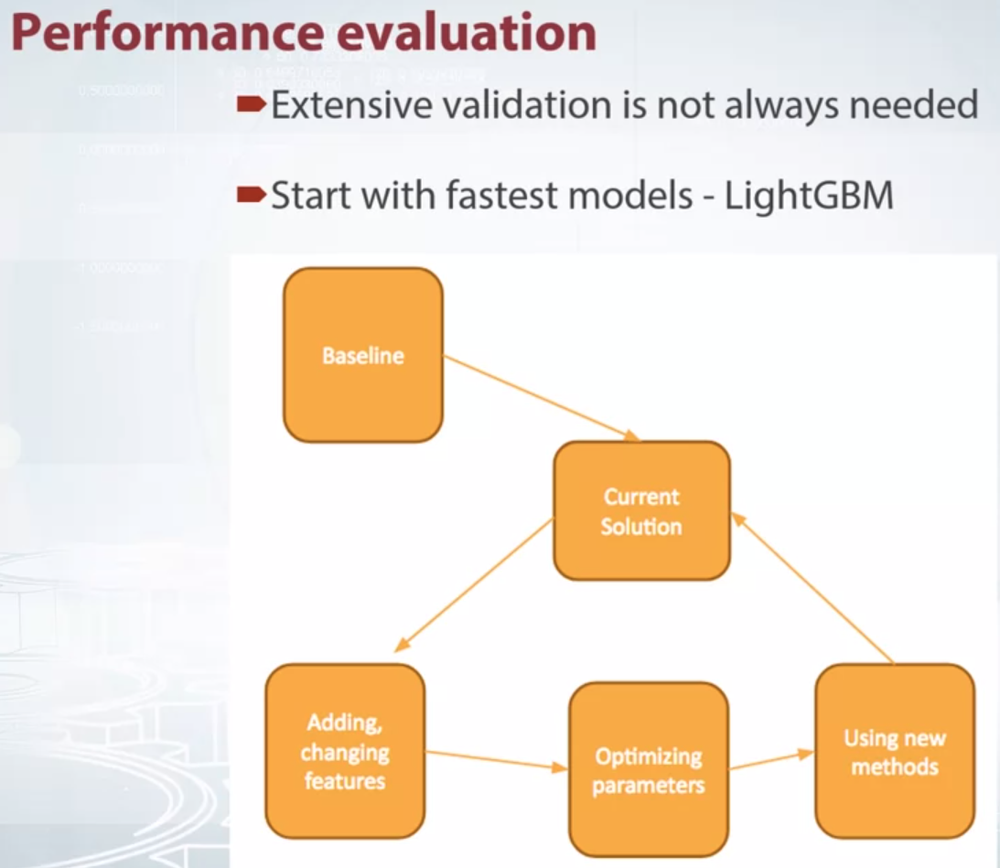 Performance evaluation
Extensive validation is not always needed
Start with fastest models - LightGBM
Baseline
Current
Solution
Adding,
changing
features
Optimizing
parameters
Using new
methods